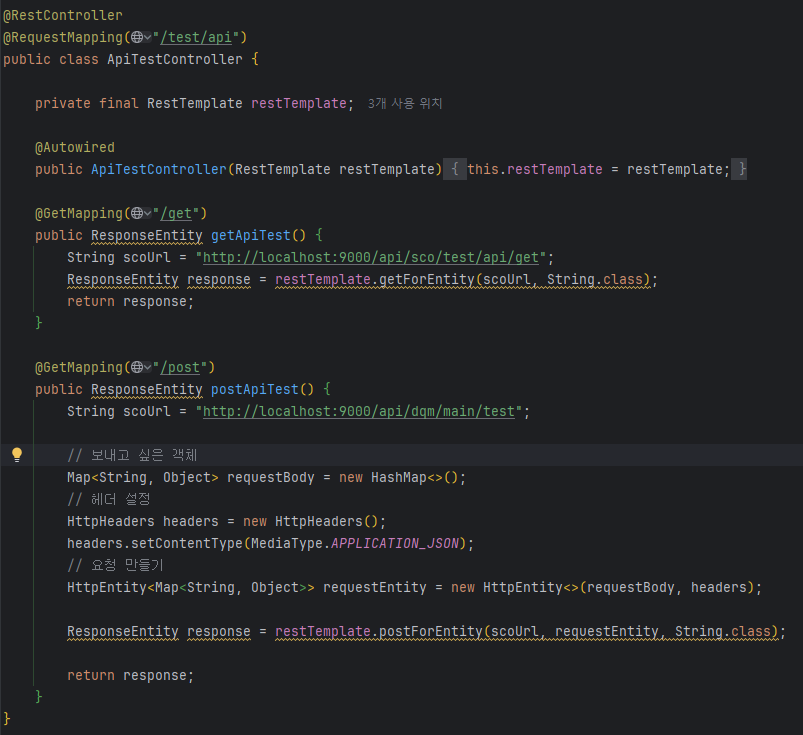 @RestController
@RequestMapping("/test/api")
public class ApiTestController {
private final RestTemplate restTemplate; 3개 사용 위치
@Autowired
public ApiTestController(RestTemplate restTemplate) { this.restTemplate = restTemplate; }
@GetMapping("/get")
public ResponseEntity getApiTest() {
String scoUrl = "http://localhost:9000/api/sco/test/api/get";
ResponseEntity response = restTemplate.getForEntity(scoUrl, String.class);
return response;
}
@GetMapping("/post")
public ResponseEntity postApiTest() {
String scoUrl = "http://localhost:9000/api/dqm/main/test";
// 보내고 싶은 객체
Map<String, Object> requestBody = new HashMap<>();
// 헤더 설정
HttpHeaders headers = new HttpHeaders();
headers.setContentType(MediaType.APPLICATION_JSON);
// 요청 만들기
HttpEntity<Map<String, Object>> requestEntity = new HttpEntity<>(requestBody, headers);
ResponseEntity response = restTemplate.postForEntity(scoUrl, requestEntity, String.class);
return response;
}
}